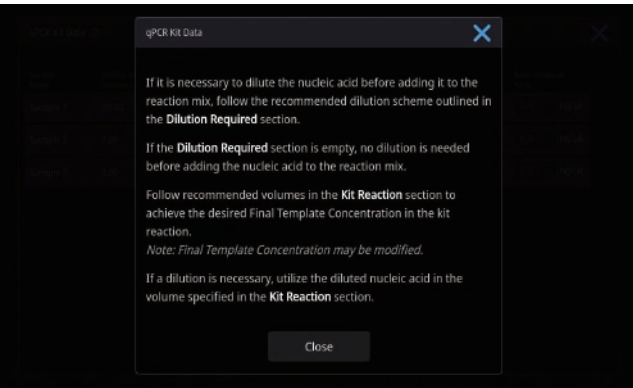 qPCR Kit Data
If it is necessary to dilute the nucleic acid before adding it to the
reaction mix, follow the recommended dilution scheme outlined in
the Dilution Required section.
If the Dilution Required section is empty, no dilution is needed
before adding the nucleic acid to the reaction mix.
Follow recommended volumes in the Kit Reaction section to
achieve the desired Final Template Concentration in the kit
reaction.
Note: Final Template Concentration may be modified.
If a dilution is necessary, utilize the diluted nucleic acid in the
volume specified in the Kit Reaction section.
Close